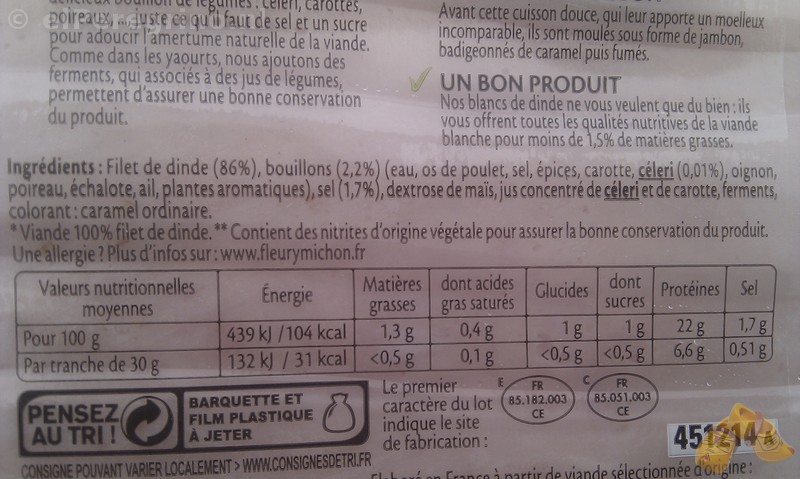 légumes : céleri, carottes,
poireaux, juste ce qu'il faut de sel et un sucre
pour adoucir l'amertume naturelle de la viande.
Comme dans les yaourts, nous ajoutons des
ferments, qui associés à des jus de légumes,
permettent d'assurer une bonne conservation
du produit.
Avant cette cuisson douce, qui leur apporte un moelleux
incomparable, ils sont moulés sous forme de jambon,
badigeonnés de caramel puis fumés.
UN BON PRODUIT
Nos blancs de dinde ne vous veulent que du bien : ils
vous offrent toutes les qualités nutritives de la viande
blanche pour moins de 1,5% de matières grasses.
Ingrédients : Filet de dinde (86%), bouillons (2,2%) (eau, os de poulet, sel, épices, carotte, céleri (0,01%), oignon,
poireau, échalote, ail, plantes aromatiques), sel (1,7%), dextrose de maïs, jus concentré de céleri et de carotte, ferments,
colorant : caramel ordinaire.
* Viande 100% filet de dinde. ** Contient des nitrites d'origine végétale pour assurer la bonne conservation du produit.
Une allergie ? Plus d'infos sur : www.fleurymichon.fr
Valeurs nutritionnelles moyennes Énergie Matières grasses dont acides gras saturés Glucides dont sucres Protéines Sel
Pour 100 g 439 kJ / 104 kcal 1,3 g 0,4 g 1 g 1 g 22 g 1,7 g
Par tranche de 30 g 132 kJ / 31 kcal <0,5 g 0,1 g <0,5 g <0,5 g 6,6 g 0,51 g
PENSEZ
AU TRI !
BARQUETTE ET
FILM PLASTIQUE
À JETER
CONSIGNE POUVANT VARIER LOCALEMENT > WWW.CONSIGNESDETRI.FR
Le premier
caractère du lot
indique le site
de fabrication :
E
FR
85.182.003
CE
C
FR
85.051.003
CE
451214 A
Elaboré en France à partir de viande sélectionnée d'origine :